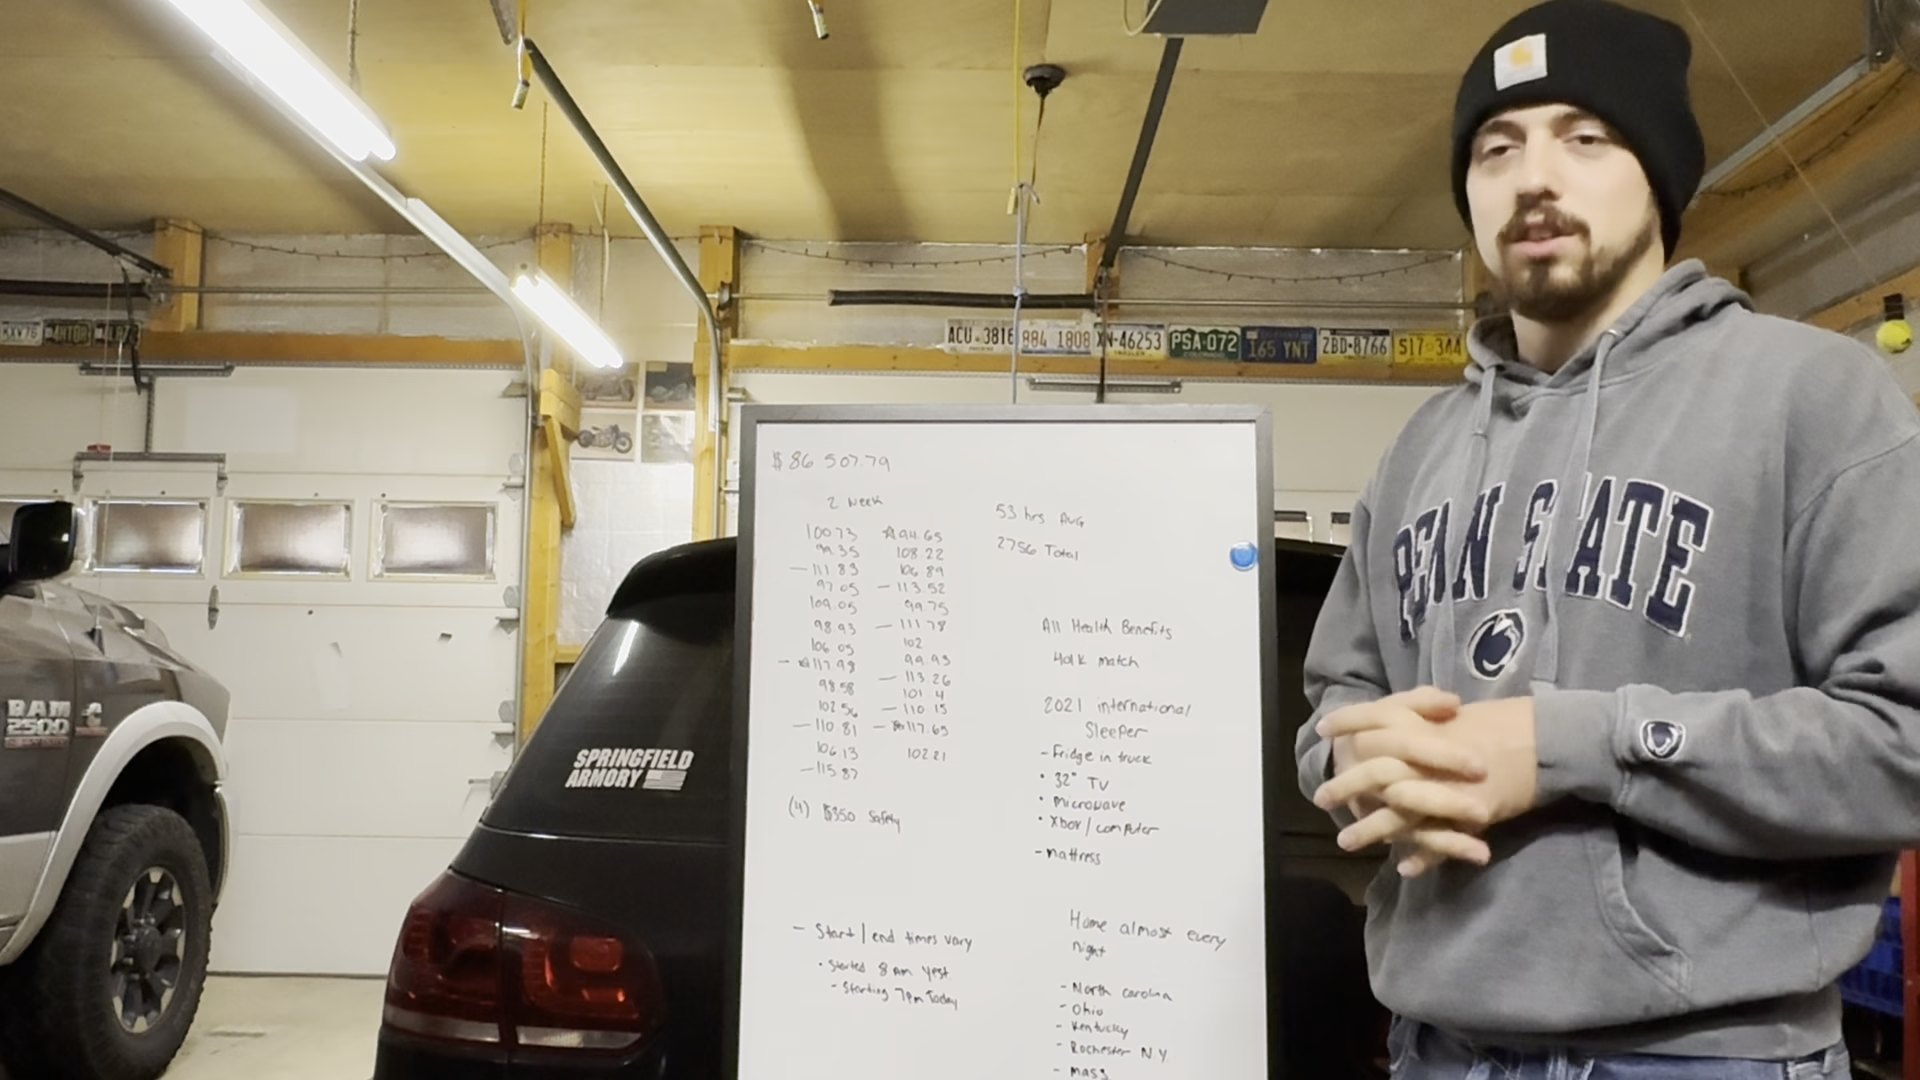 ACU-3816
884 1808
XN-46253
PSA-072
165 YNT
ZBD-8766
517-344
$86 507.79
2 week
100.73
99.35
— 111.83
97.05
109.05
98.93
106.05
— 117.98
98.58
102.56
— 110.81
106.13
— 115.87
94.65
108.22
106.89
— 113.52
99.75
— 111.78
102
99.93
— 113.26
101.4
— 110.15
— 117.65
102.21
(4) $350 Safety
- Start/end times vary
• Started 8am Yest
- Starting 7pm Today
53 hrs Avg
2756 Total
All Health Benefits
401k match
2021 international
Sleeper
- Fridge in truck
• 32" TV
• Microwave
• Xbox/computer
- Mattress
Home almost every
night
- North Carolina
- Ohio
- Kentucky
- Rochester NY
- Mass
RAM
2500
SPRINGFIELD
ARMORY
PENN STATE